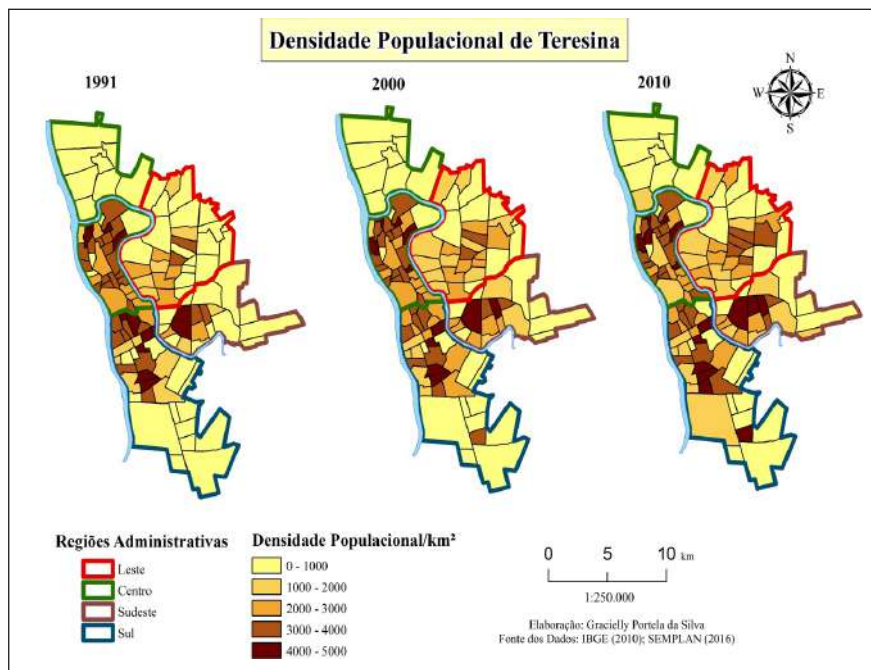 Densidade Populacional de Teresina
1991
2000
2010
N
W
E
S
Regiões Administrativas
Leste
Centro
Sudeste
Sul
Densidade Populacional/km²
0 - 1000
1000 - 2000
2000 - 3000
3000 - 4000
4000 - 5000
0 5 10 km
1:250.000
Elaboração: Gracielly Portela da Silva
Fonte dos Dados: IBGE (2010); SEMPLAN (2016)